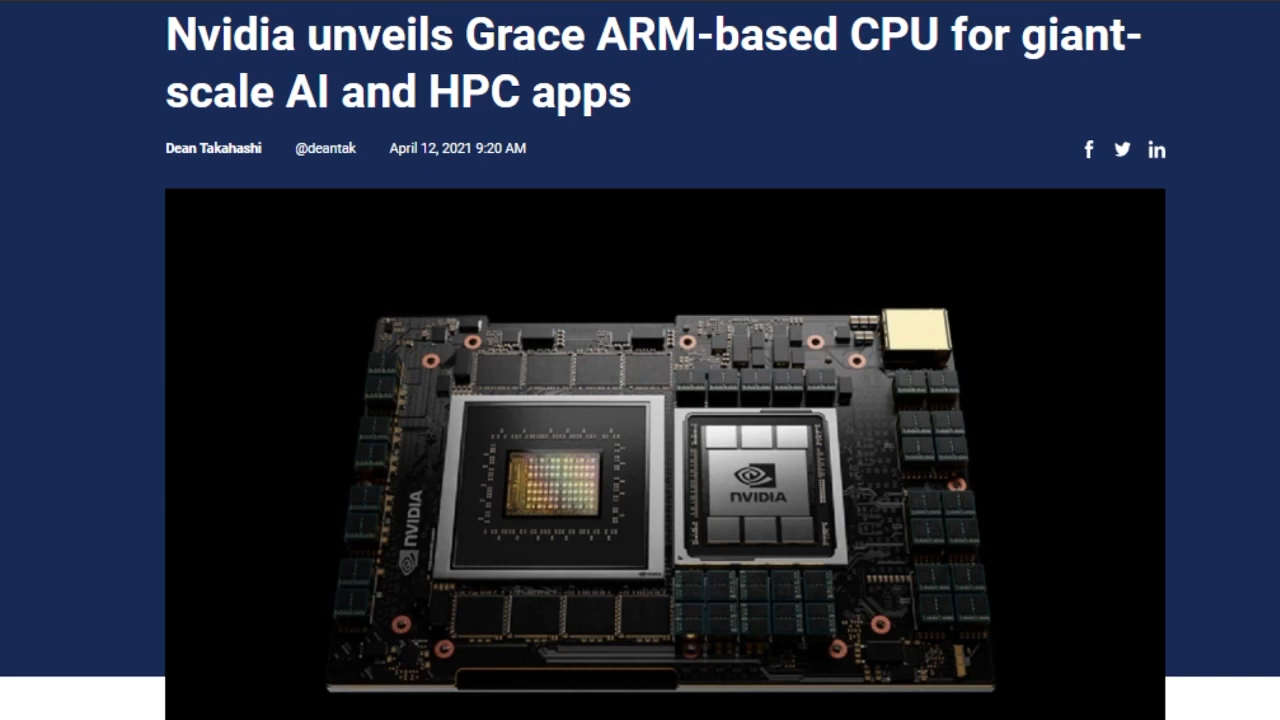 Nvidia unveils Grace ARM-based CPU for giant-
scale AI and HPC apps
Dean Takahashi @deantak April 12, 2021 9:20 AM
NVIDIA
NVIDIA